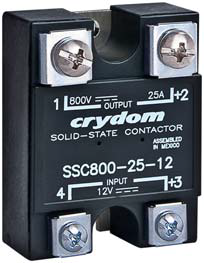 1 800V 25A +2
OUTPUT
crydom
SOLID-STATE CONTACTOR
ASSEMBLED
IN MEXICO
SSC800-25-12
4 INPUT +3
12V